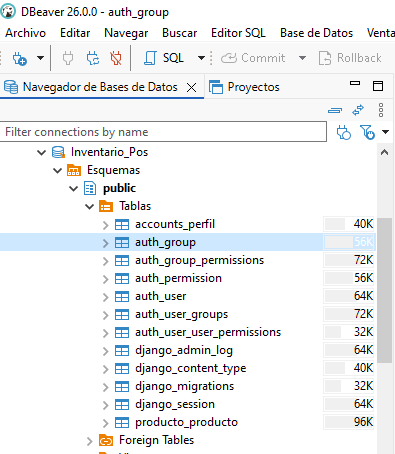 DBeaver 26.0.0 - auth_group
Archivo Editar Navegar Buscar Editor SQL Base de Datos Venta
SQL Commit Rollback
Navegador de Bases de Datos Proyectos
Filter connections by name
Inventario_Pos
Esquemas
public
Tablas
accounts_perfil 40K
auth_group 56K
auth_group_permissions 72K
auth_permission 56K
auth_user 64K
auth_user_groups 72K
auth_user_user_permissions 32K
django_admin_log 64K
django_content_type 40K
django_migrations 32K
django_session 64K
producto_producto 96K
Foreign Tables